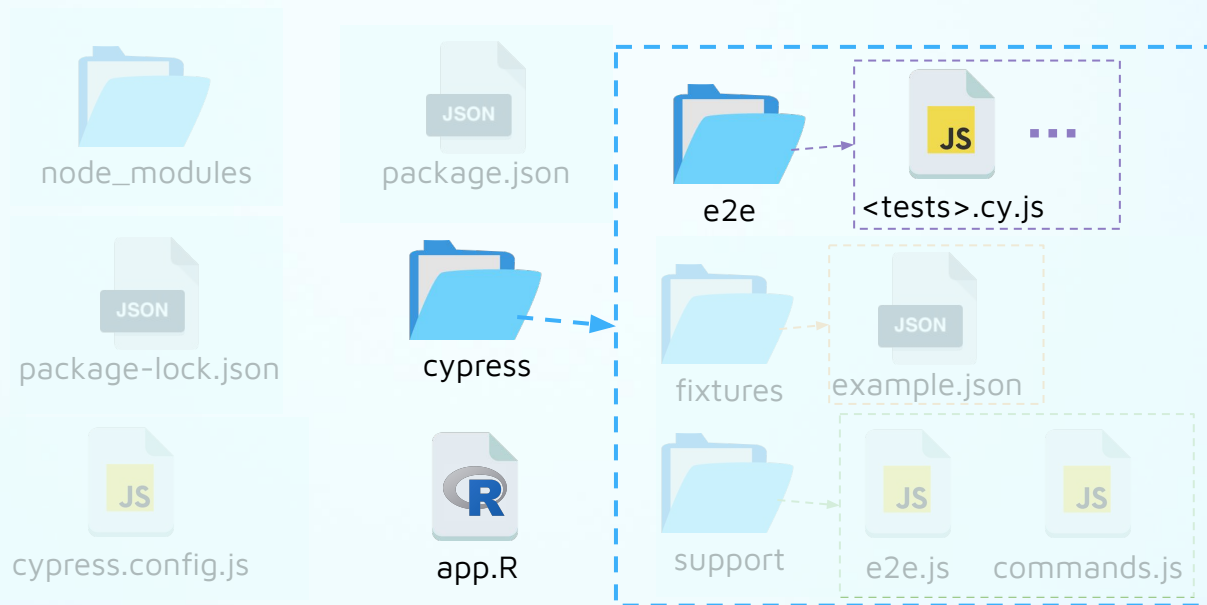 JSON
JS
...
node_modules
package.json
e2e
<tests>.cy.js
JSON
JSON
package-lock.json
cypress
fixtures
example.json
JS
R
JS
JS
cypress.config.js
app.R
support
e2e.js
commands.js